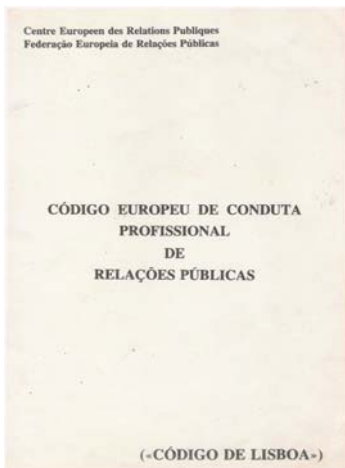 Centre Europeen des Relations Publiques
Federação Europeia de Relações Públicas
CÓDIGO EUROPEU DE CONDUTA
PROFISSIONAL
DE
RELAÇÕES PÚBLICAS
(«CÓDIGO DE LISBOA»)